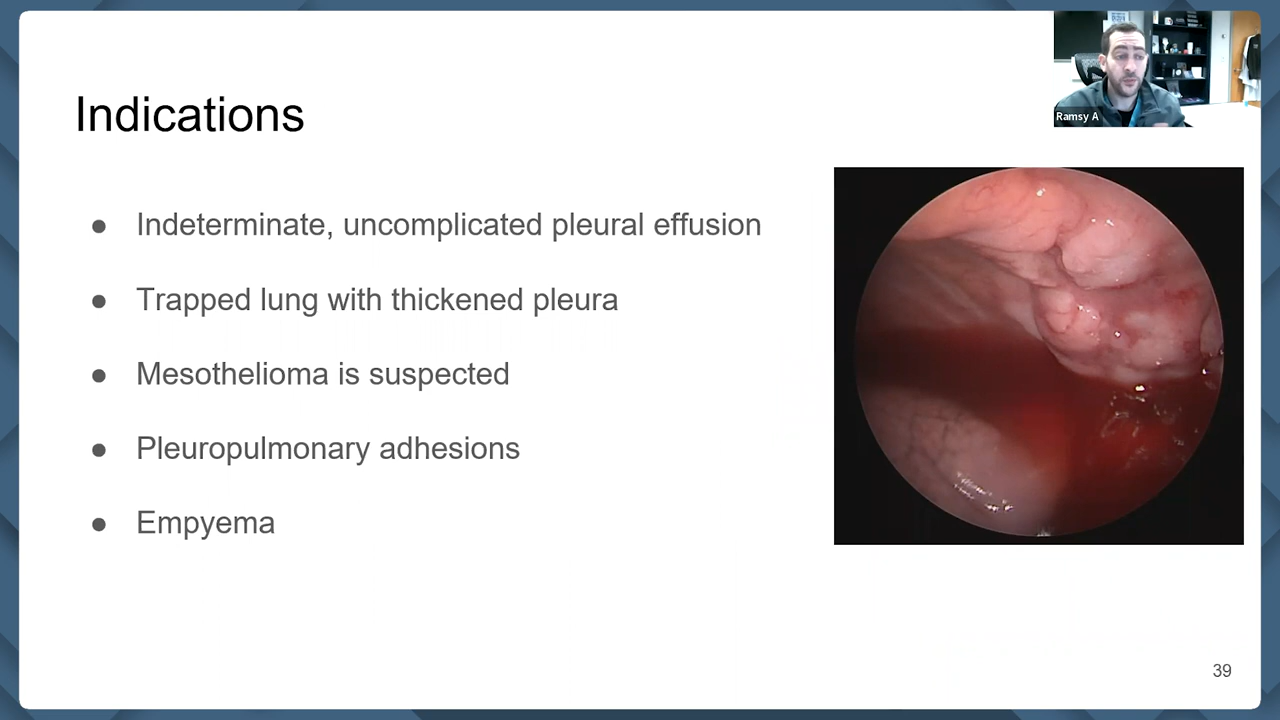 Ramsy A
Indications
● Indeterminate, uncomplicated pleural effusion
● Trapped lung with thickened pleura
● Mesothelioma is suspected
● Pleuropulmonary adhesions
● Empyema
39